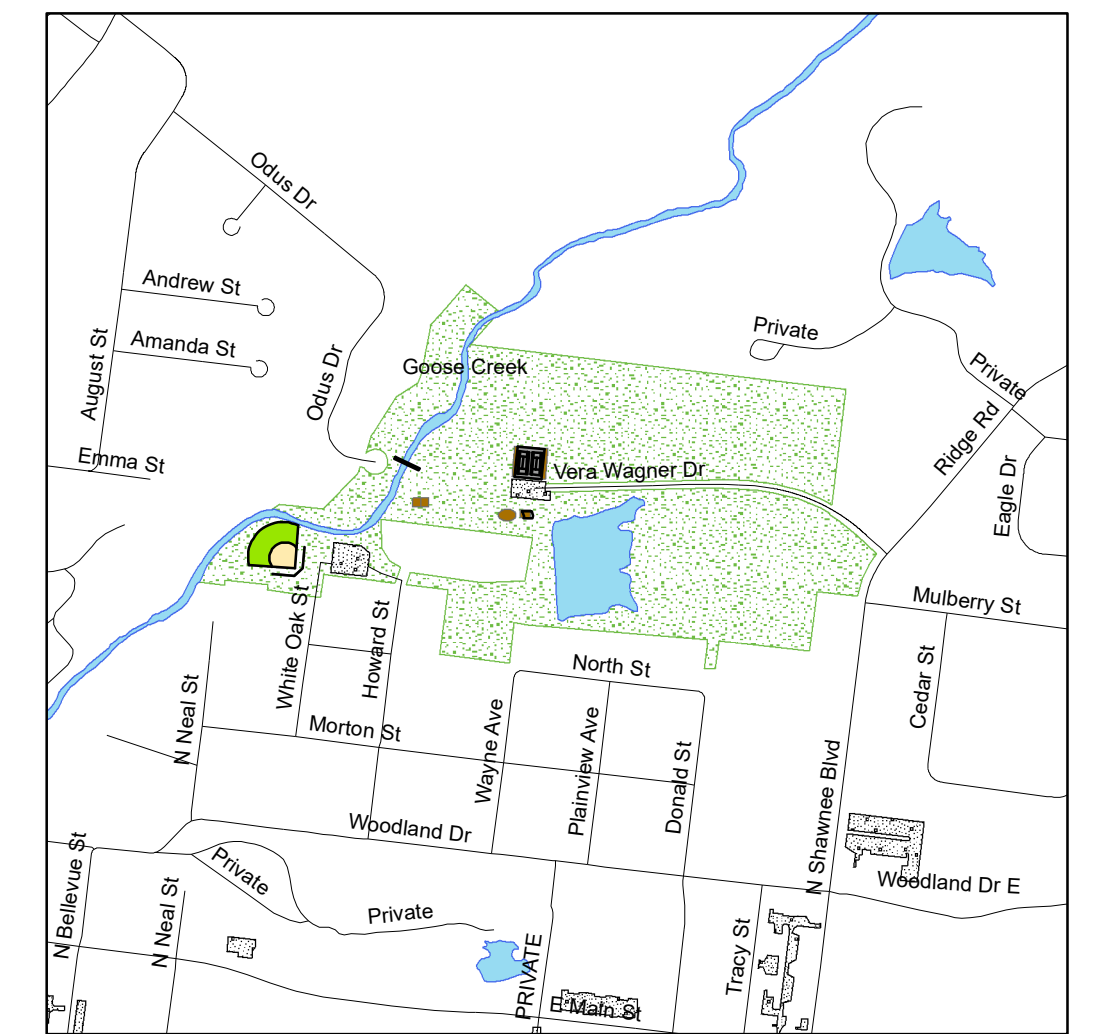 Odus Dr
Andrew St
Amanda St
August St
Odus Dr
Goose Creek
Private
Private
Ridge Rd
Eagle Dr
Emma St
Vera Wagner Dr
Mulberry St
White Oak St
Howard St
North St
Cedar St
N Neal St
Morton St
Wayne Ave
Plainview Ave
Donald St
N Shawnee Blvd
Woodland Dr
N Bellevue St
Private
N Neal St
Private
Woodland Dr E
PRIVATE
Tracy St
E Main St